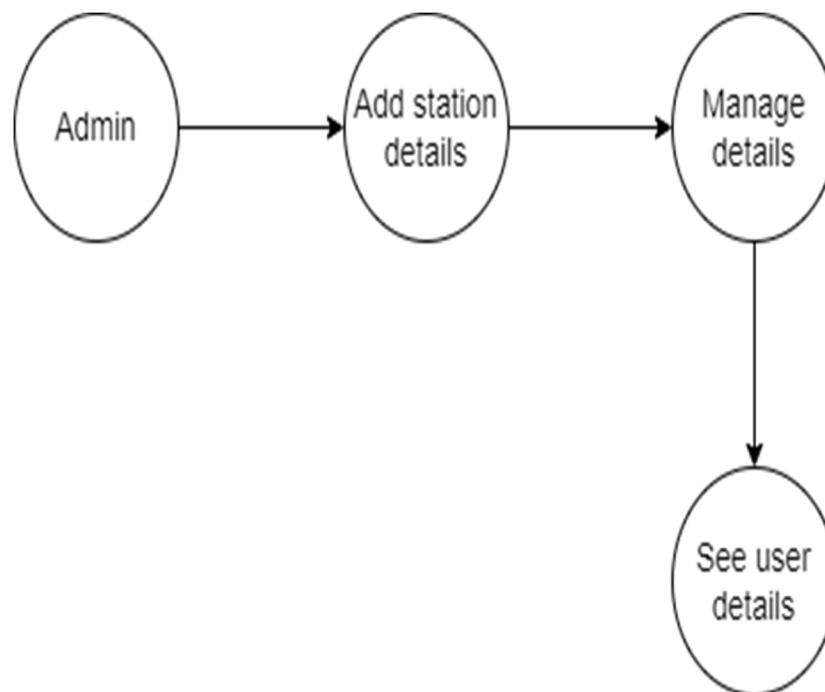 Admin
Add station
details
Manage
details
See user
details